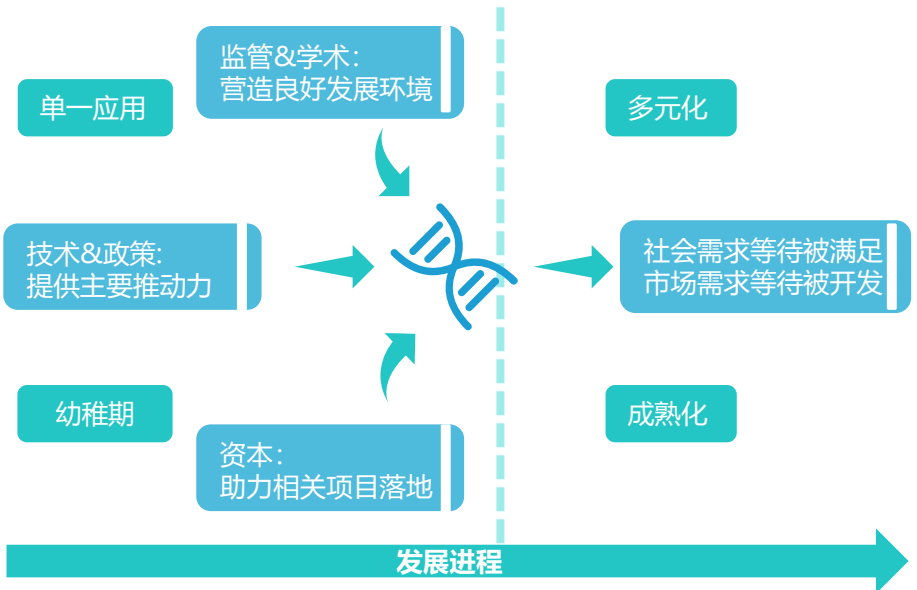 监管&学术：
营造良好发展环境
单一应用
多元化
技术&政策:
提供主要推动力
社会需求等待被满足
市场需求等待被开发
幼稚期
成熟化
资本：
助力相关项目落地
发展进程